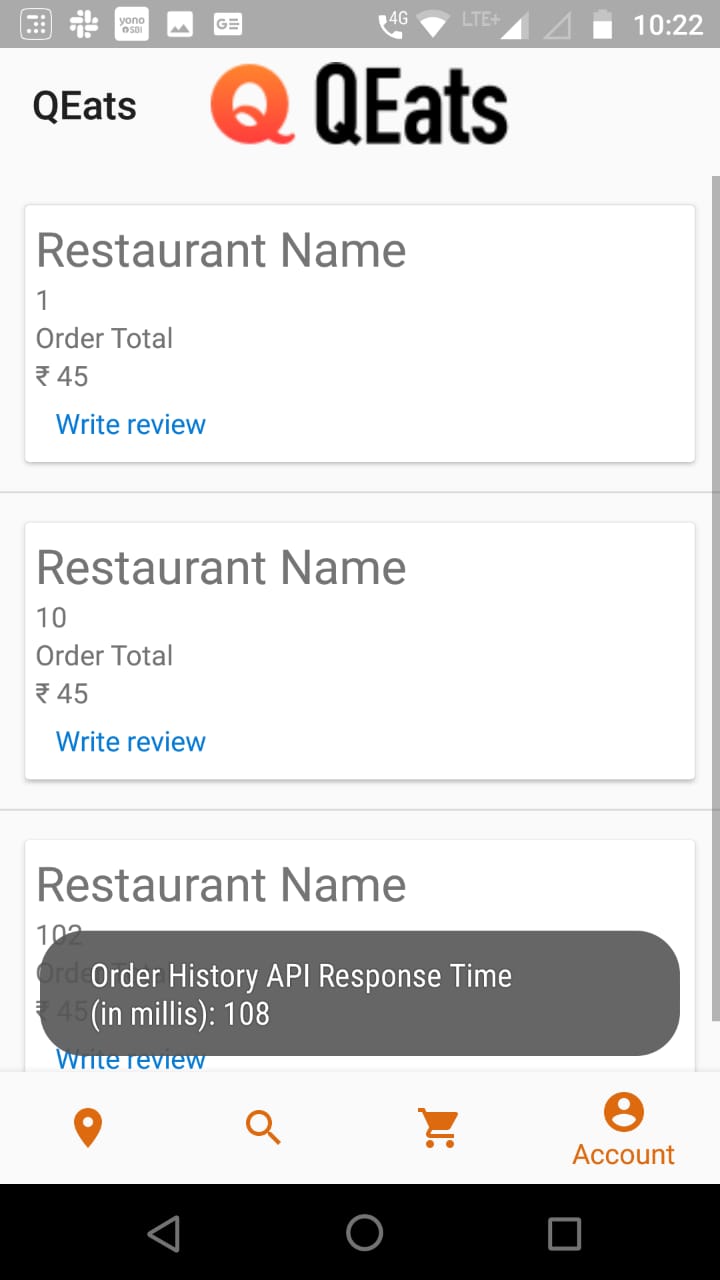 yono
SBI
G
4G
LTE+
10:22
QEats
QEats
Restaurant Name
1
Order Total
₹ 45
Write review
Restaurant Name
10
Order Total
₹ 45
Write review
Restaurant Name
102
Order Total
₹ 45
Order History API Response Time
(in millis): 108
Write review
Account